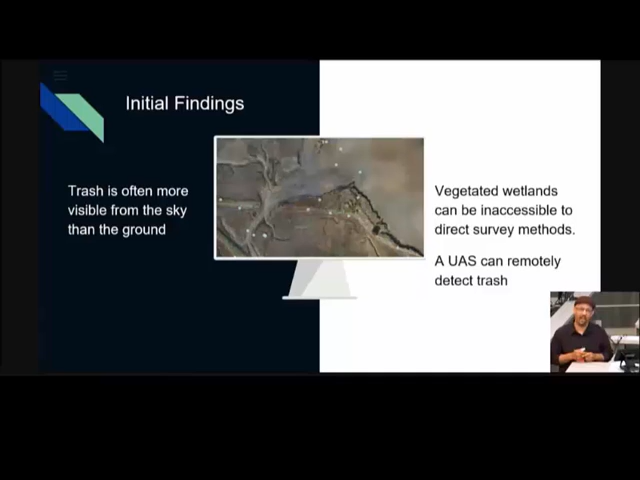 Initial Findings
Trash is often more
visible from the sky
than the ground
Vegetated wetlands
can be inaccessible to
direct survey methods.
A UAS can remotely
detect trash